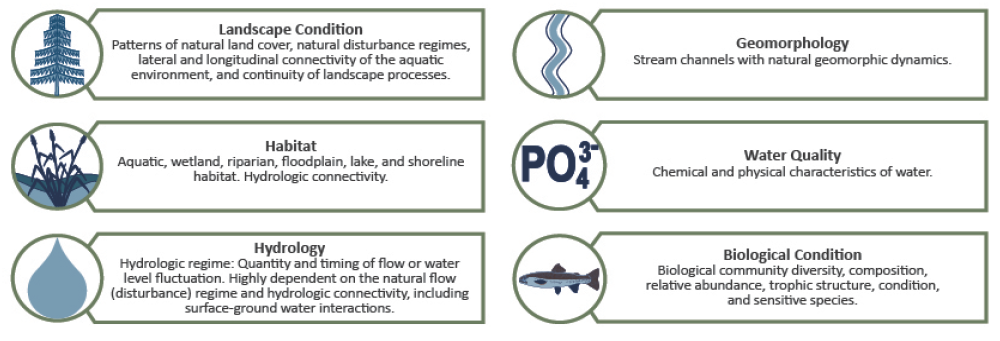 Landscape Condition
Patterns of natural land cover, natural disturbance regimes,
lateral and longitudinal connectivity of the aquatic
environment, and continuity of landscape processes.
Habitat
Aquatic, wetland, riparian, floodplain, lake, and shoreline
habitat. Hydrologic connectivity.
Hydrology
Hydrologic regime: Quantity and timing of flow or water
level fluctuation. Highly dependent on the natural flow
(disturbance) regime and hydrologic connectivity, including
surface-ground water interactions.
Geomorphology
Stream channels with natural geomorphic dynamics.
PO₄³⁻
Water Quality
Chemical and physical characteristics of water.
Biological Condition
Biological community diversity, composition,
relative abundance, trophic structure, condition,
and sensitive species.